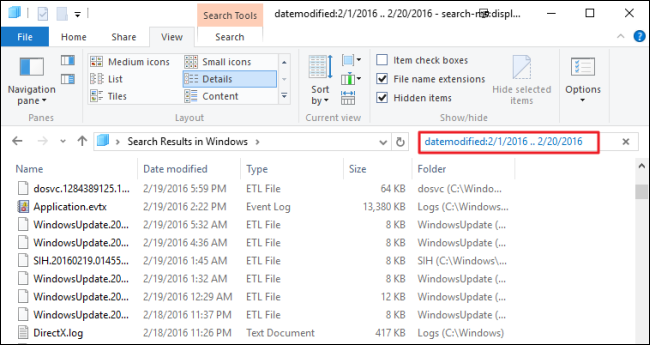 Search Tools datemodified:2/1/2016 .. 2/20/2016 - search-ms:displ...
File Home Share View Search
Navigation pane
Medium icons Small icons
List Details
Tiles Content
Sort by
Item check boxes
File name extensions
Hidden items
Hide selected items
Options
Panes Layout Current view Show/hide
Search Results in Windows datemodified:2/1/2016 .. 2/20/2016
Name Date modified Type Size Folder
dosvc.1284389125.1... 2/19/2016 5:59 PM ETL File 64 KB dosvc (C:\Windo...
Application.evtx 2/19/2016 2:22 PM Event Log 13,380 KB Logs (C:\Window...
WindowsUpdate.20... 2/19/2016 5:32 AM ETL File 8 KB WindowsUpdate (...
WindowsUpdate.20... 2/19/2016 4:36 AM ETL File 8 KB WindowsUpdate (...
SIH.20160219.01455... 2/19/2016 1:45 AM ETL File 8 KB SIH (C:\Windows\...
WindowsUpdate.20... 2/19/2016 1:32 AM ETL File 8 KB WindowsUpdate (...
WindowsUpdate.20... 2/19/2016 12:29 AM ETL File 12 KB WindowsUpdate (...
WindowsUpdate.20... 2/18/2016 11:37 PM ETL File 8 KB WindowsUpdate (...
DirectX.log 2/18/2016 11:26 PM Text Document 417 KB Logs (C:\Windows)